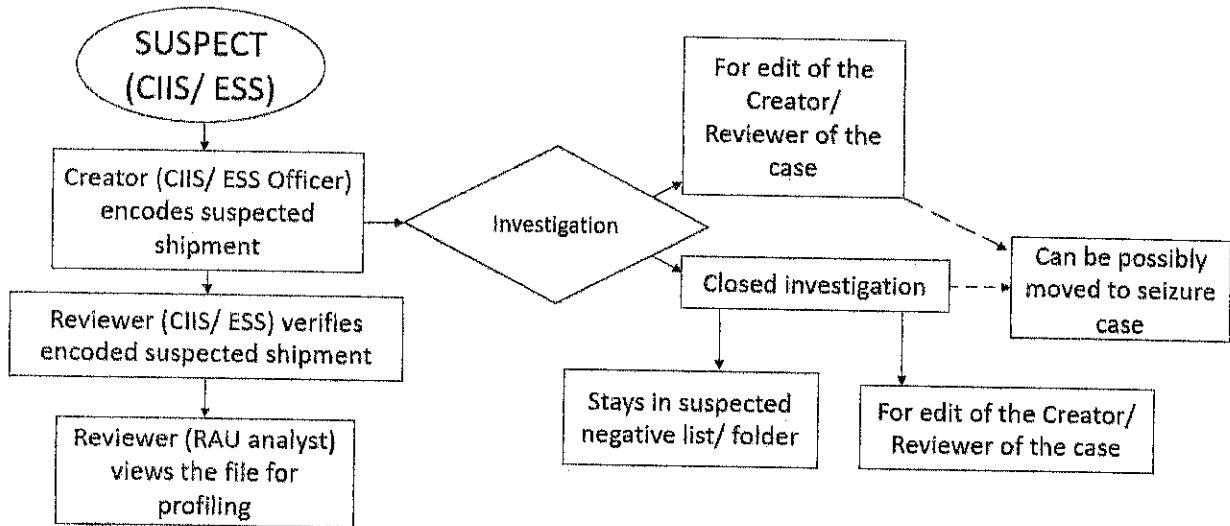 SUSPECT
(CIIS/ ESS)
Creator (CIIS/ ESS Officer)
encodes suspected
shipment
Reviewer (CIIS/ ESS) verifies
encoded suspected shipment
Reviewer (RAU analyst)
views the file for
profiling
Investigation
For edit of the
Creator/
Reviewer of the
case
Closed investigation
Can be possibly
moved to seizure
case
Stays in suspected
negative list/ folder
For edit of the Creator/
Reviewer of the case